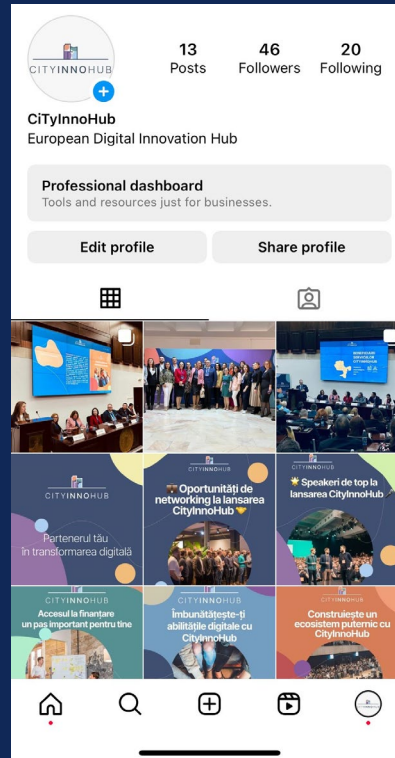 CITYINNOHUB
13
Posts
46
Followers
20
Following
CiTyInnoHub
European Digital Innovation Hub
Professional dashboard
Tools and resources just for businesses.
Edit profile
Share profile
CITYINNOHUB
Partenerul tău
în transformarea digitală
CITYINNOHUB
💼Oportunități de
networking la lansarea
CityInnoHub🤝
CITYINNOHUB
🌟Speakeri de top la
lansarea CityInnoHub🎤
CITYINNOHUB
Accesul la finanțare
un pas important pentru tine
CITYINNOHUB
Îmbunătățește-ți
abilitățile digitale cu
CityInnoHub
CITYINNOHUB
Construiește un
ecosistem puternic cu
CityInnoHub